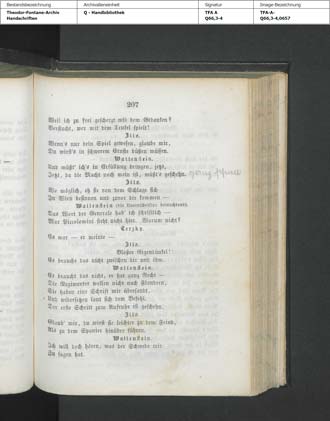 Bestandsbezeichnung
Theodor-Fontane-Archiv
Handschriften
Archivalieneinheit
Q - Handbibliothek
Signatur
TFA A
Q66,3-4
Image-Bezeichnung
TFA-A-
Q66,3-4,0657
207
Weil ich zu frei gescherzt mit dem Gedanken?
Verflucht, wer mit dem Teufel spielt!
Illo.
Wenn's nur dein Spiel gewesen, glaube mir,
Du wirst's in schwerem Ernste büßen müssen.
Wallenstein.
Und müßt' ich's in Erfüllung bringen, jetzt,
Jetzt, da die Macht noch mein ist, müßt's geschehn.
Illo.
Wo möglich, eh sie von dem Schlage sich
In Wien besinnen und zuvor dir kommen —
Wallenstein (die Unterschriften betrachtend).
Das Wort der Generale hab' ich schriftlich —
Max Piccolomini steht nicht hier. Warum nicht?
Terzky.
Es war — er meinte —
Illo.
Bloßer Eigendünkel!
Es brauche das nicht zwischen dir und ihm.
Wallenstein.
Es braucht das nicht, er hat ganz Recht —
Die Regimenter wollen nicht nach Flandern,
Sie haben eine Schrift mir übersandt,
Und widersetzen laut sich dem Befehl.
Der erste Schritt zum Aufruhr ist geschehn.
Illo.
Glaub' mir, du wirst sie leichter zu dem Feind,
Als zu dem Spanier hinüber führen.
Wallenstein.
Ich will doch hören, was der Schwede mir
Zu sagen hat.